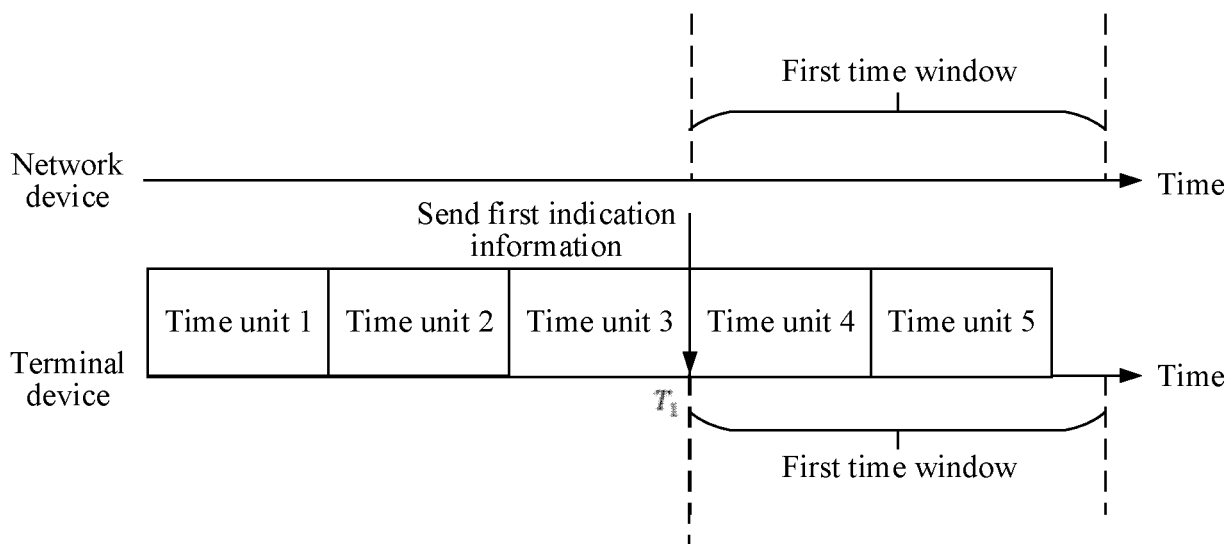 First time window
Network
device
Time
Send first indication
information
Time unit 1
Time unit 2
Time unit 3
Time unit 4
Time unit 5
Terminal
device
Time
First time window